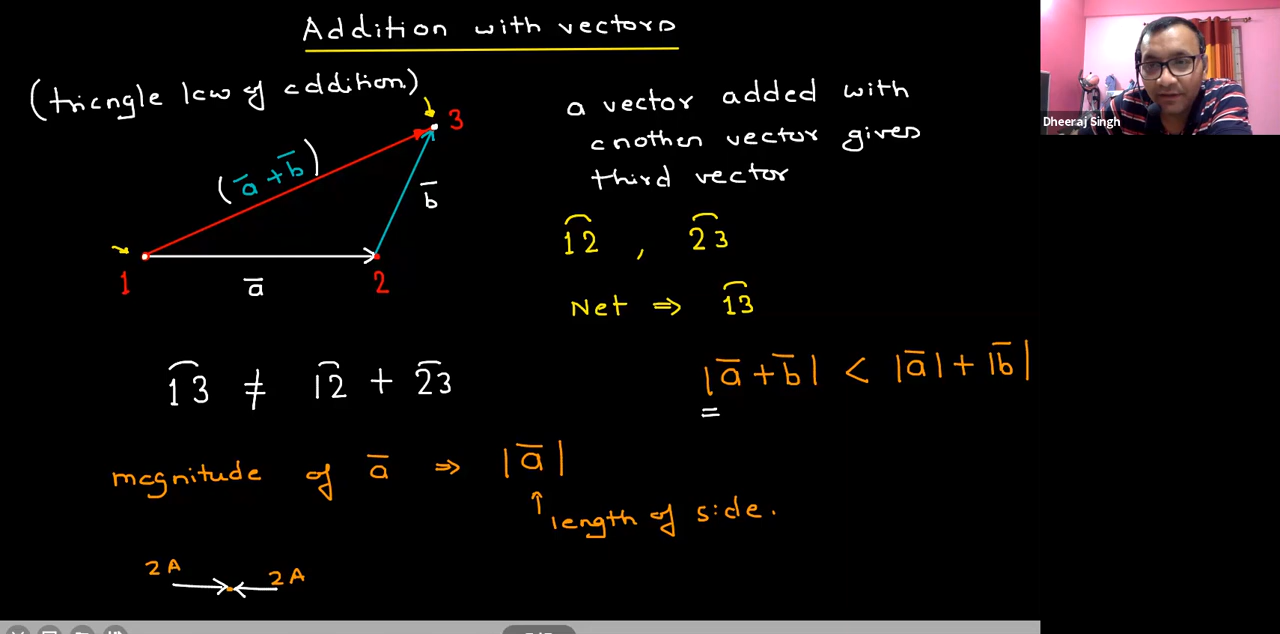 Addition with vectors
(triangle law of addition)
3
(a̅ + b̅)
b̅
1
a̅
2
a vector added with
another vector gives
third vector
Dheeraj Singh
12 , 23
Net ⇒ 13
13 ≠ 12 + 23
|a̅ + b̅| < |a̅| + |b̅|
=
magnitude of a̅ ⇒ |a̅|
↑ length of side.
2A
2A